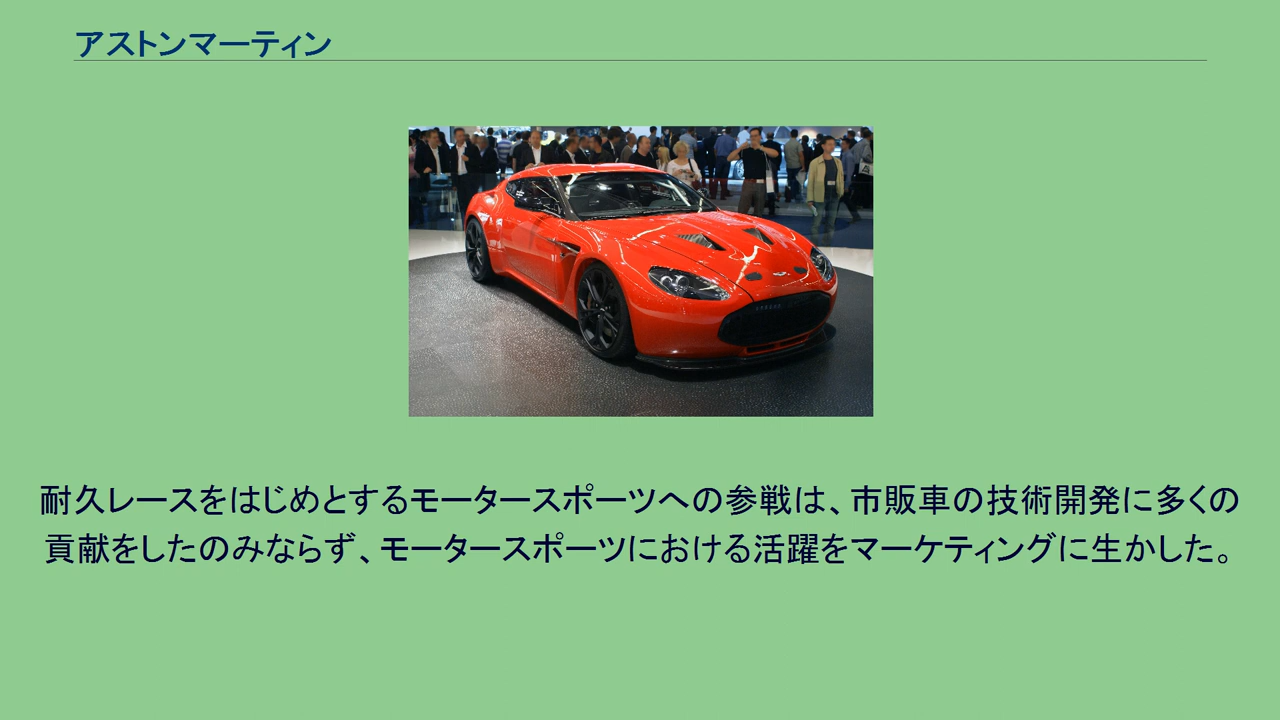 アストンマーティン
耐久レースをはじめとするモータースポーツへの参戦は、市販車の技術開発に多くの
貢献をしたのみならず、モータースポーツにおける活躍をマーケティングに生かした。